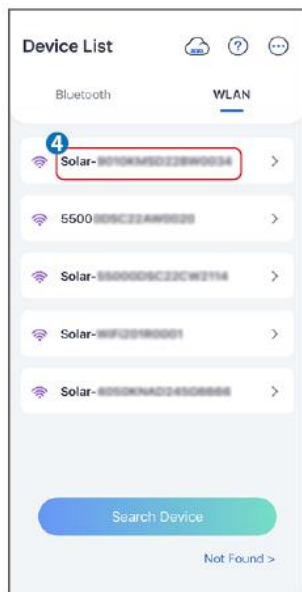 Device List
Bluetooth WLAN
4
Solar-
5500
Solar-
Solar-
Solar-
Search Device
Not Found >